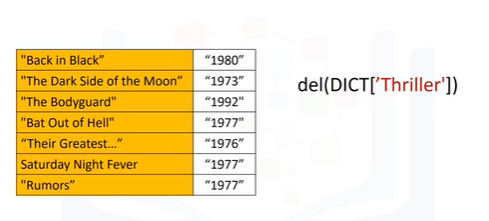 "Back in Black" "1980"
"The Dark Side of the Moon" "1973"
"The Bodyguard" "1992"
"Bat Out of Hell" "1977"
"Their Greatest…" "1976"
Saturday Night Fever "1977"
"Rumors" "1977"
del(DICT['Thriller'])